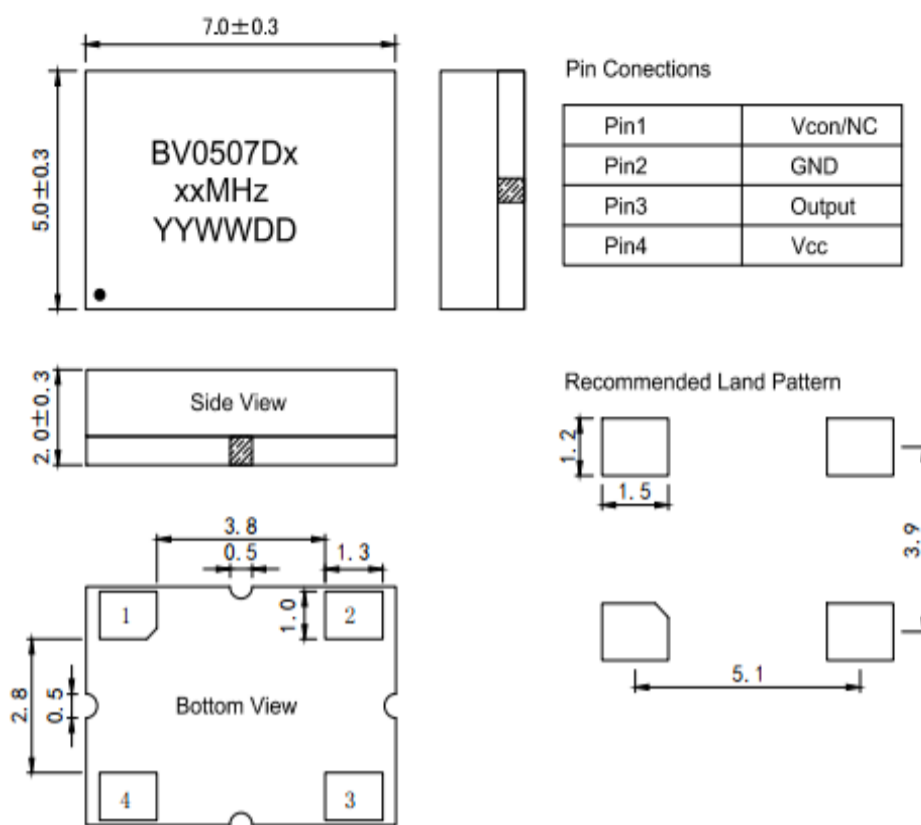 7.0±0.3
5.0±0.3
BV0507Dx
xxMHz
YYWWDD
Pin Conections
Pin1 Vcon/NC
Pin2 GND
Pin3 Output
Pin4 Vcc
2.0±0.3
Side View
Recommended Land Pattern
1.2
1.5
3.9
5.1
3.8
0.5
1.3
1
1.0
2
2.8
0.5
Bottom View
4
3